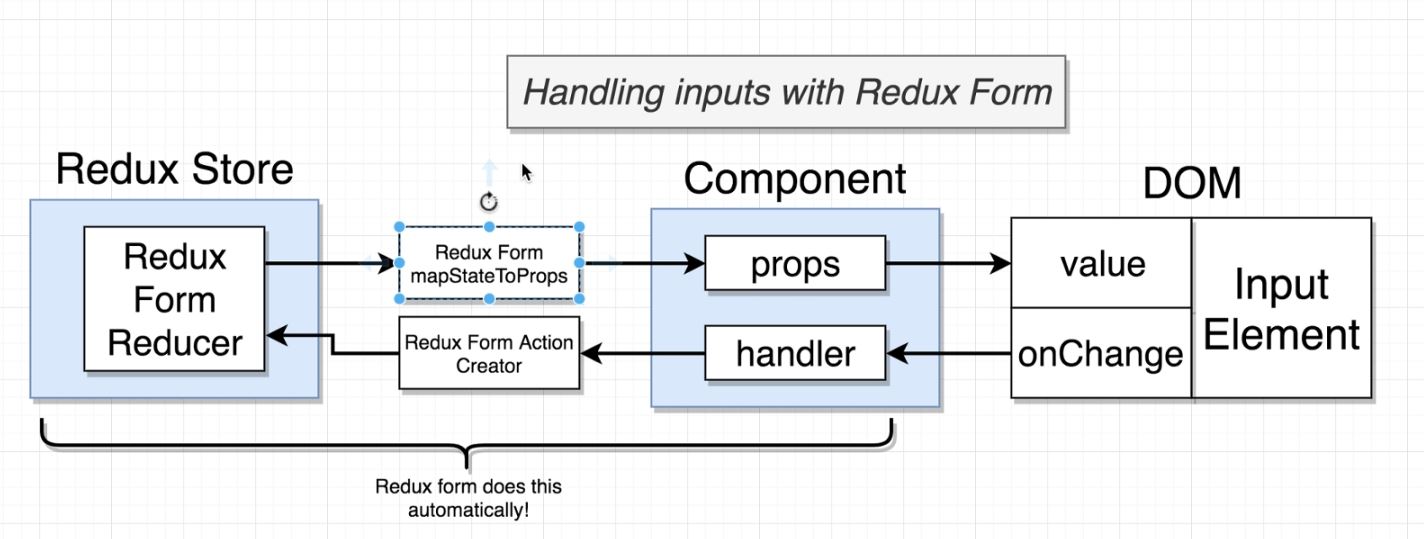 Handling inputs with Redux Form
Redux Store
Component
DOM
Redux
Form
Reducer
Redux Form
mapStateToProps
Redux Form Action
Creator
props
handler
value
onChange
Input
Element
Redux form does this
automatically!